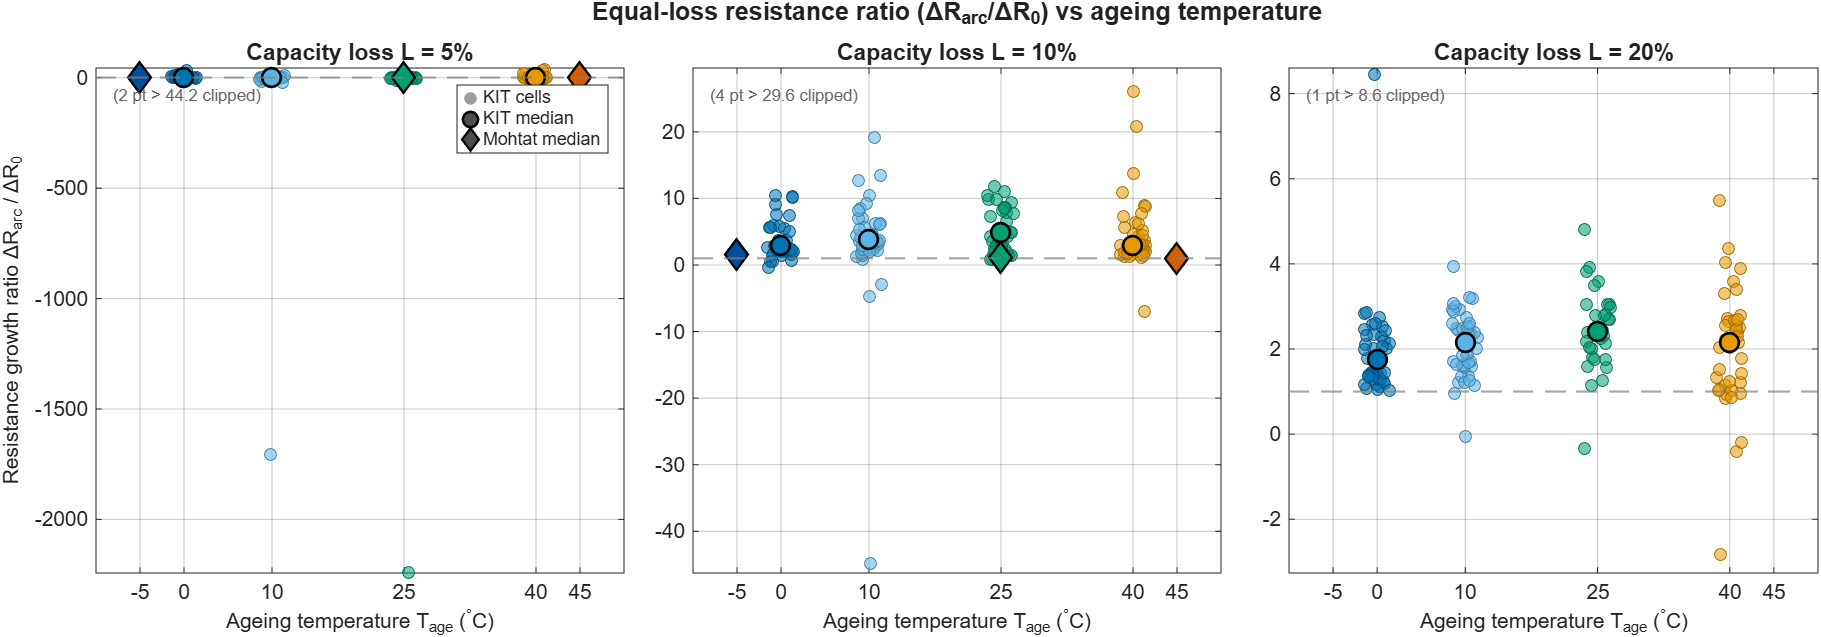 Equal-loss resistance ratio (ΔRarc/ΔR0) vs ageing temperature
Resistance growth ratio ΔRarc / ΔR0
Capacity loss L = 5%
(2 pt > 44.2 clipped)
KIT cells
KIT median
Mohtat median
0
-500
-1000
-1500
-2000
-5 0 10 25 40 45
Ageing temperature Tage (°C)
Capacity loss L = 10%
(4 pt > 29.6 clipped)
20
10
0
-10
-20
-30
-40
-5 0 10 25 40 45
Ageing temperature Tage (°C)
Capacity loss L = 20%
(1 pt > 8.6 clipped)
8
6
4
2
0
-2
-5 0 10 25 40 45
Ageing temperature Tage (°C)